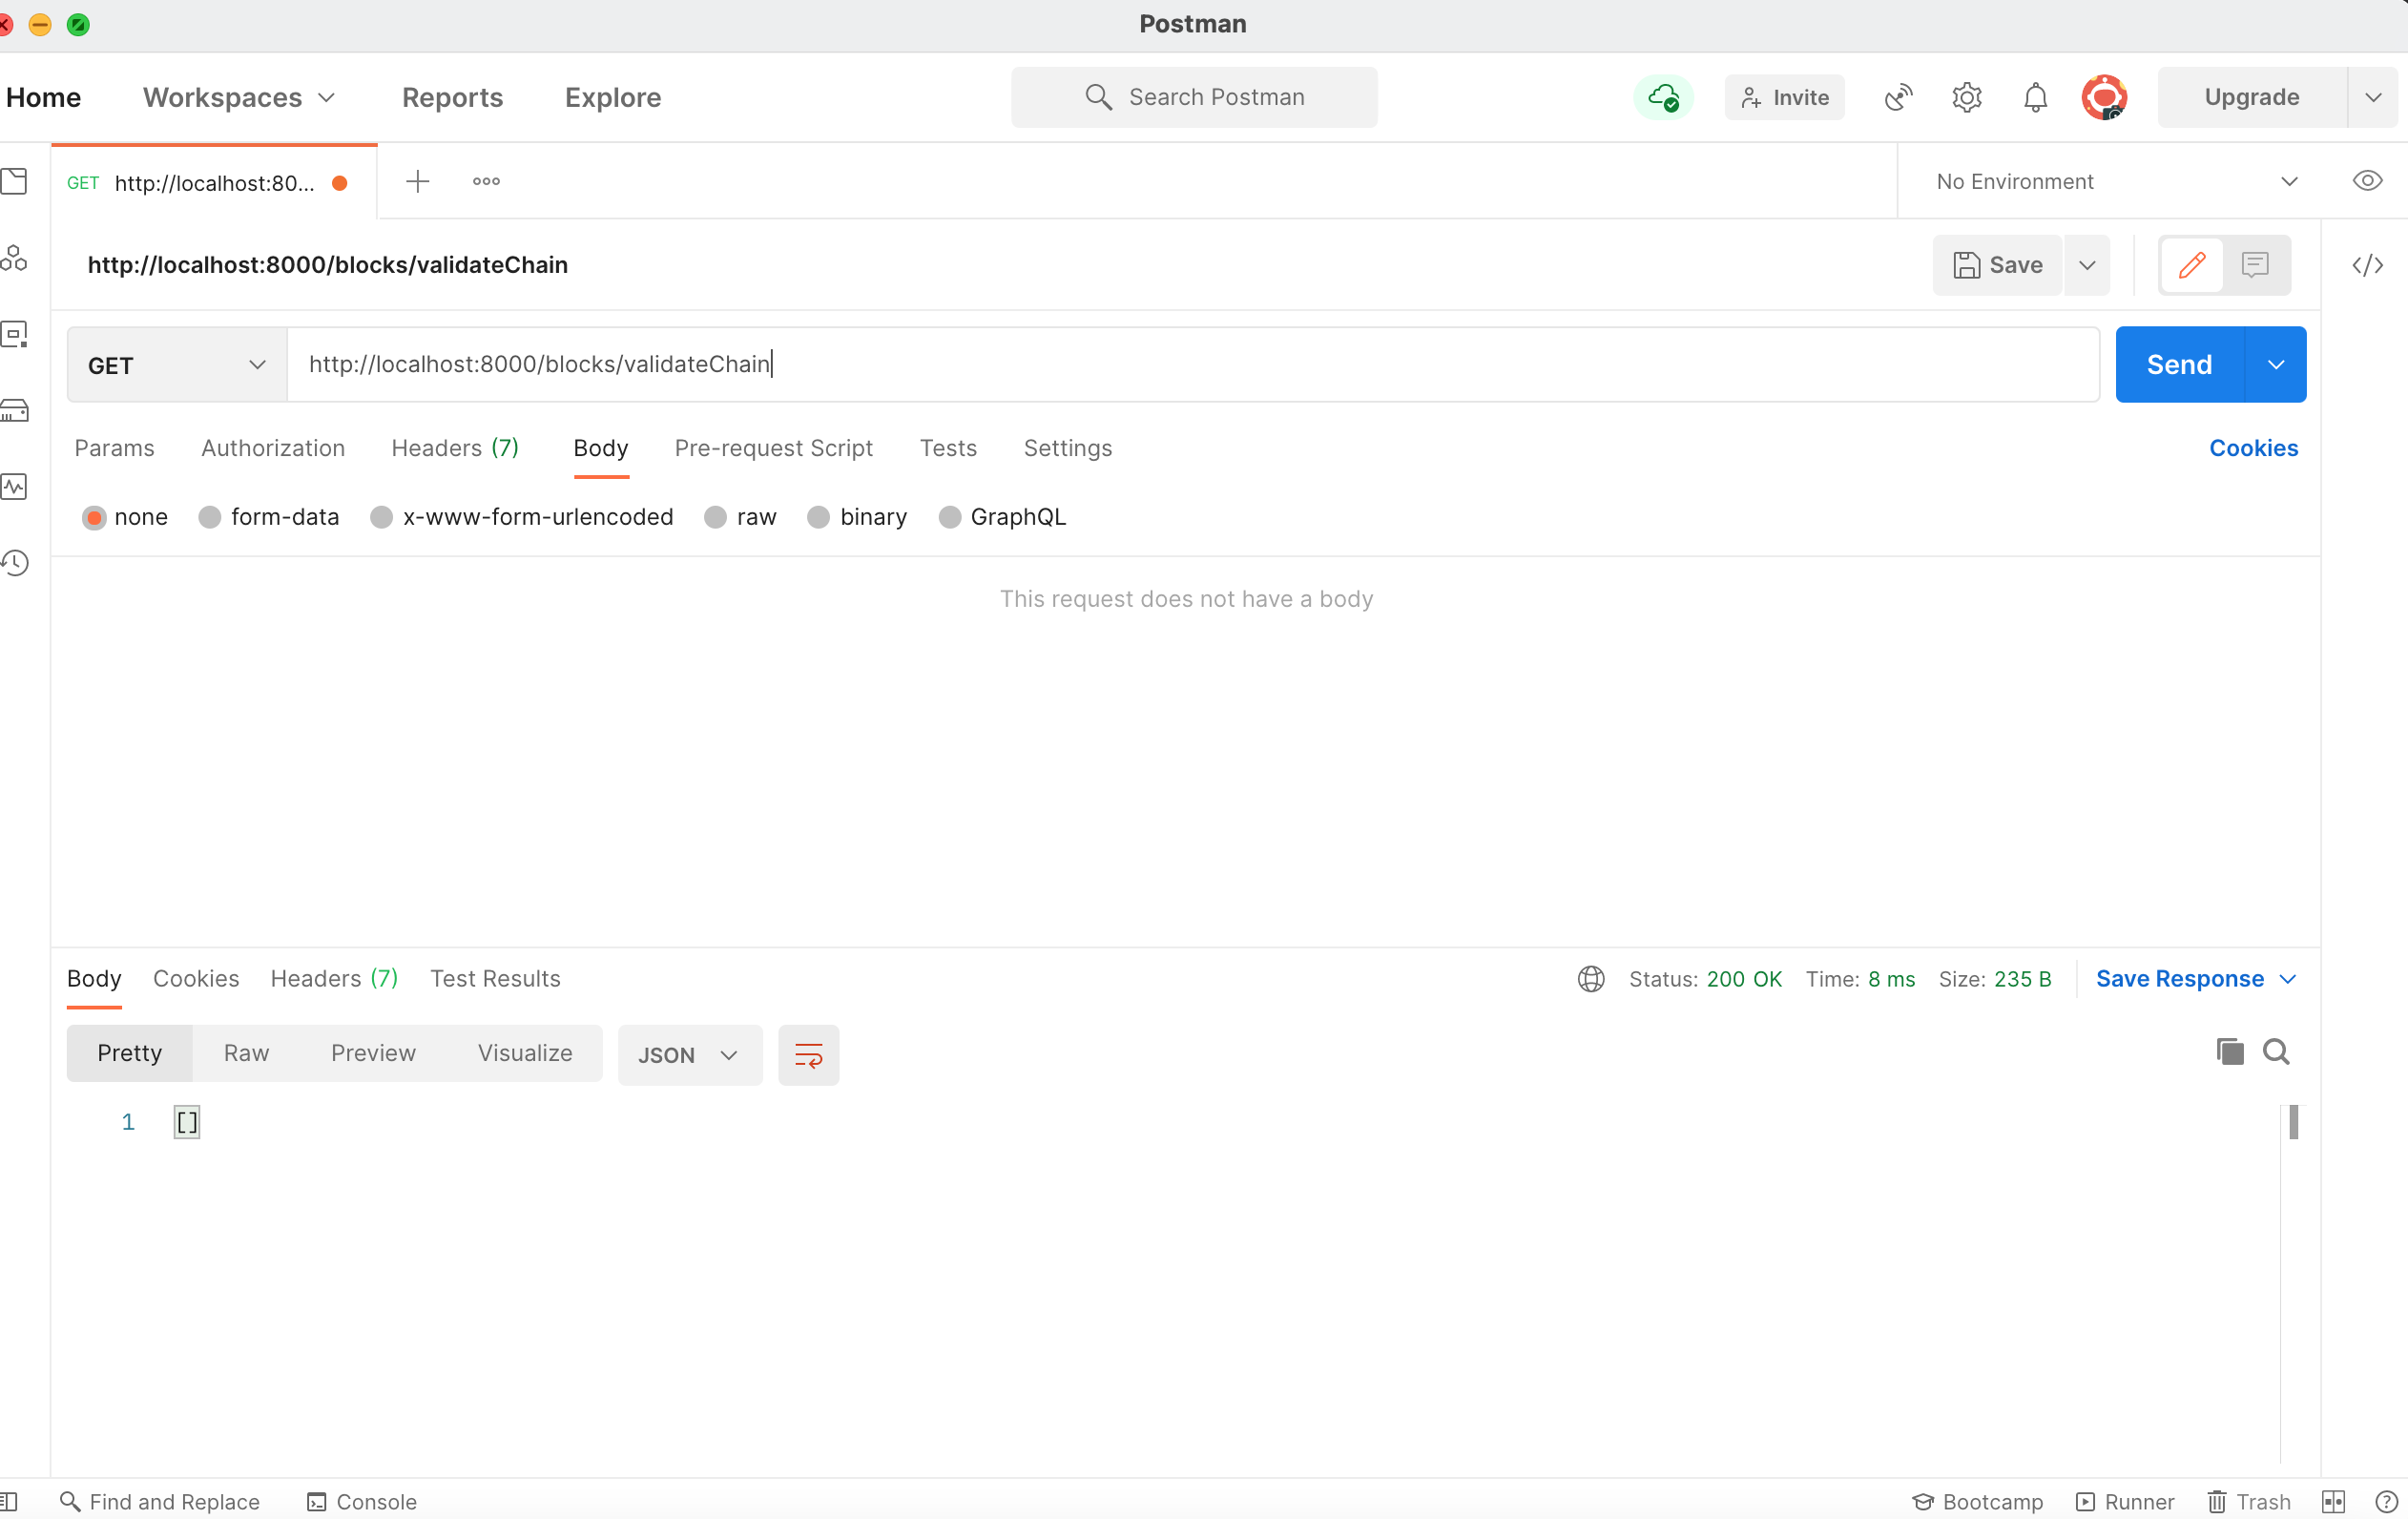 Postman
Home Workspaces Reports Explore Search Postman Invite Upgrade
GET http://localhost:80... No Environment
http://localhost:8000/blocks/validateChain Save
GET http://localhost:8000/blocks/validateChain Send
Params Authorization Headers (7) Body Pre-request Script Tests Settings Cookies
none form-data x-www-form-urlencoded raw binary GraphQL
This request does not have a body
Body Cookies Headers (7) Test Results Status: 200 OK Time: 8 ms Size: 235 B Save Response
Pretty Raw Preview Visualize JSON
1 []
Find and Replace Console Bootcamp Runner Trash